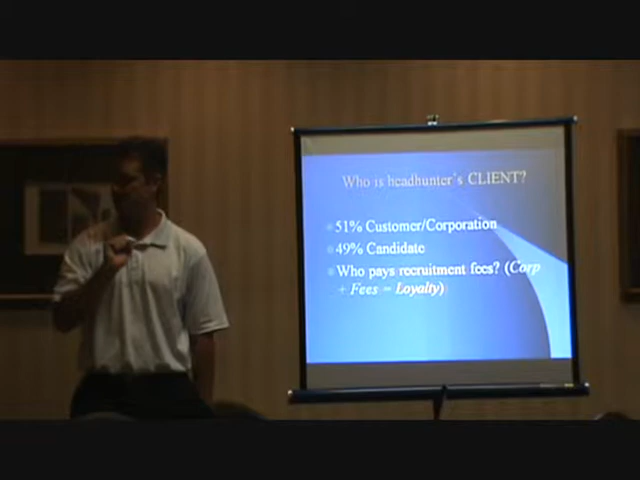 Who is headhunter's CLIENT?
51% Customer/Corporation
49% Candidate
Who pays recruitment fees? (Corp
+ Fees = Loyalty)